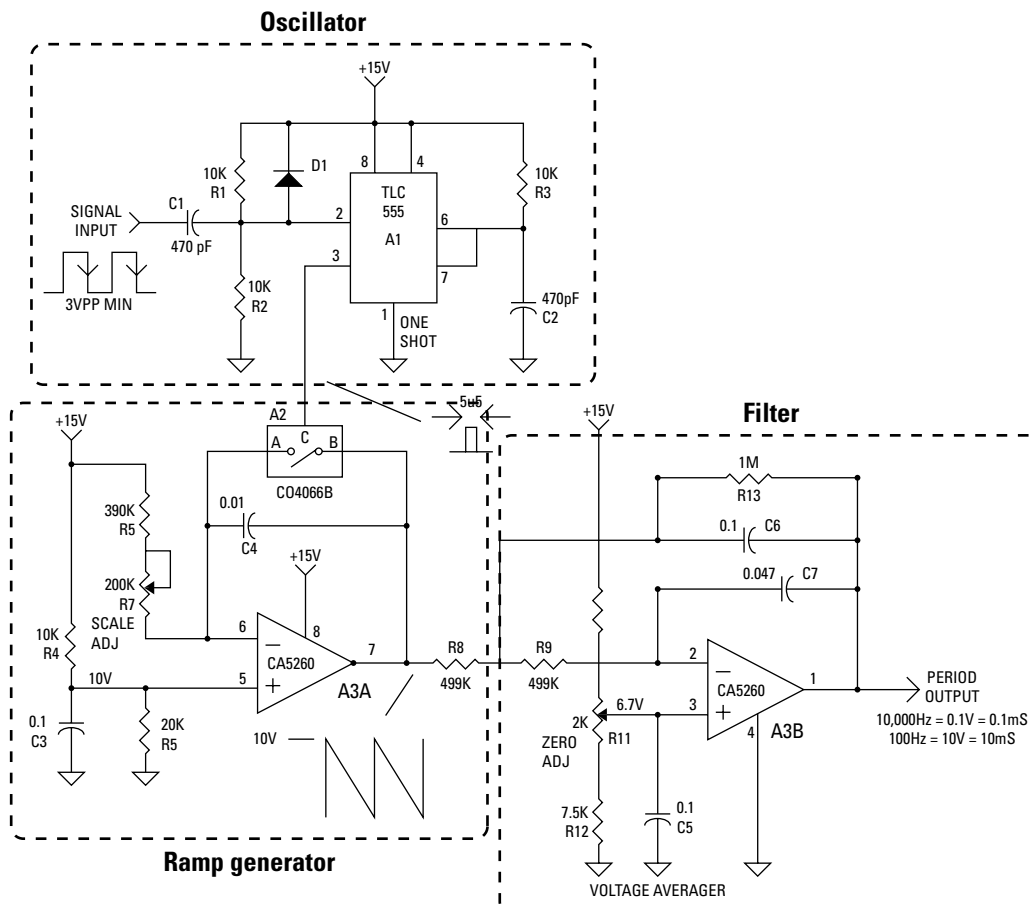 Oscillator
+15V
8
4
10K
R1
D1
TLC
555
A1
10K
R3
C1
SIGNAL
INPUT
470 pF
2
6
3
7
3VPP MIN
10K
R2
1
ONE
SHOT
470pF
C2
+15V
A2
A
C
B
CO4066B
5u5
+15V
Filter
390K
R5
0.01
C4
+15V
1M
R13
0.1
C6
200K
R7
SCALE
ADJ
0.047
C7
10K
R4
6
8
CA5260
7
R8
499K
R9
499K
2
CA5260
1
PERIOD
OUTPUT
10V
5
A3A
6.7V
3
4
A3B
10,000Hz = 0.1V = 0.1mS
100Hz = 10V = 10mS
0.1
C3
20K
R5
10V
2K
R11
ZERO
ADJ
7.5K
R12
0.1
C5
Ramp generator
VOLTAGE AVERAGER